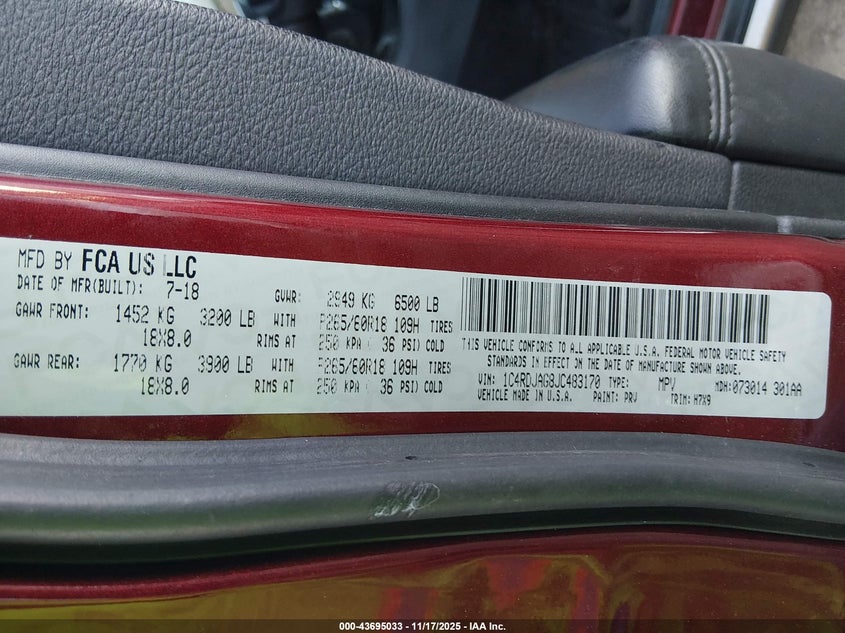 MFD BY FCA US LLC
DATE OF MFR(BUILT): 7-18 GVWR: 2949 KG 6500 LB
GAWR FRONT: 1452 KG 3200 LB WITH P265/60R18 109H TIRES
18X8.0 RIMS AT 250 KPA ( 36 PSI) COLD
GAWR REAR: 1770 KG 3900 LB WITH P265/60R18 109H TIRES
18X8.0 RIMS AT 250 KPA ( 36 PSI) COLD
THIS VEHICLE CONFORMS TO ALL APPLICABLE U.S.A. FEDERAL MOTOR VEHICLE SAFETY
STANDARDS IN EFFECT ON THE DATE OF MANUFACTURE SHOWN ABOVE.
VIN: 1C4RDJAG8JC483170 TYPE: MPV MDH: 073014 301AA
VEHICLE MADE IN U.S.A. PAINT: PRV TRIM: H7X9
000-43695033 - 11/17/2025 - IAA Inc.